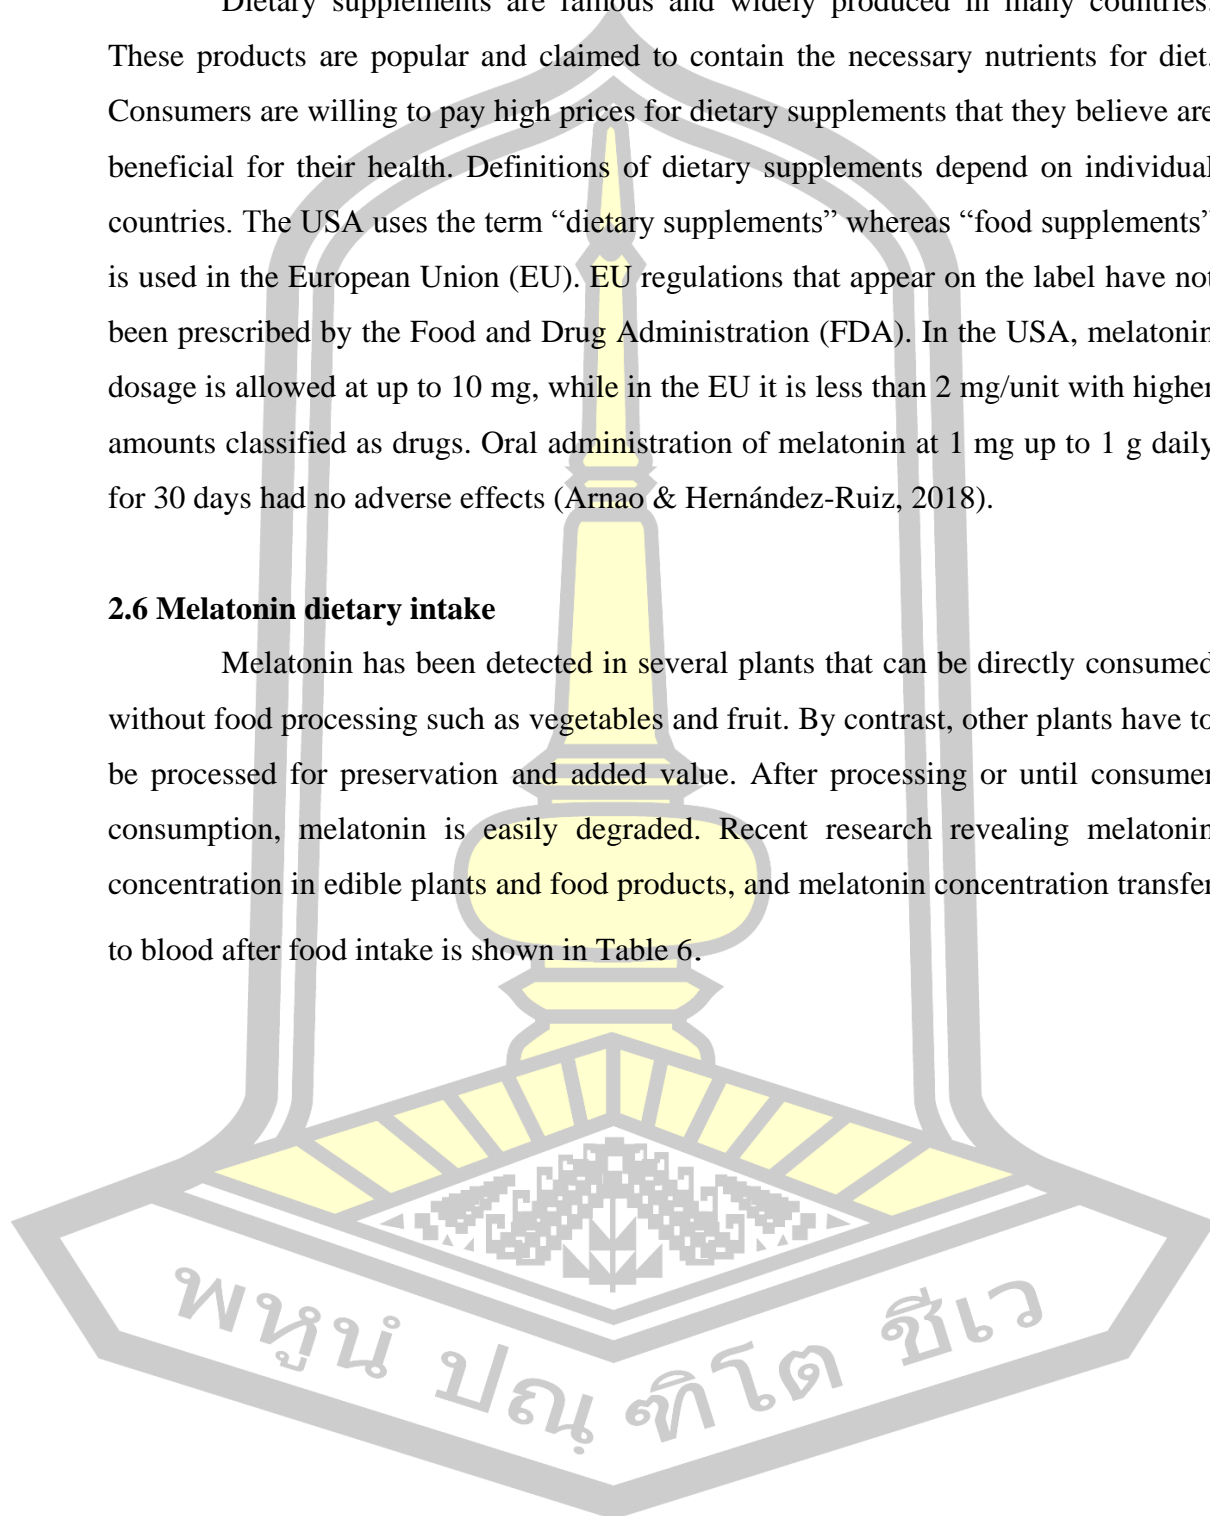 Dietary supplements are famous and widely produced in many countries.
These products are popular and claimed to contain the necessary nutrients for diet.
Consumers are willing to pay high prices for dietary supplements that they believe are
beneficial for their health. Definitions of dietary supplements depend on individual
countries. The USA uses the term “dietary supplements” whereas “food supplements”
is used in the European Union (EU). EU regulations that appear on the label have not
been prescribed by the Food and Drug Administration (FDA). In the USA, melatonin
dosage is allowed at up to 10 mg, while in the EU it is less than 2 mg/unit with higher
amounts classified as drugs. Oral administration of melatonin at 1 mg up to 1 g daily
for 30 days had no adverse effects (Arnao & Hernández-Ruiz, 2018).
2.6 Melatonin dietary intake
Melatonin has been detected in several plants that can be directly consumed
without food processing such as vegetables and fruit. By contrast, other plants have to
be processed for preservation and added value. After processing or until consumer
consumption, melatonin is easily degraded. Recent research revealing melatonin
concentration in edible plants and food products, and melatonin concentration transfer
to blood after food intake is shown in Table 6.
พหูนํ ปณฺฑิโต ชีเว